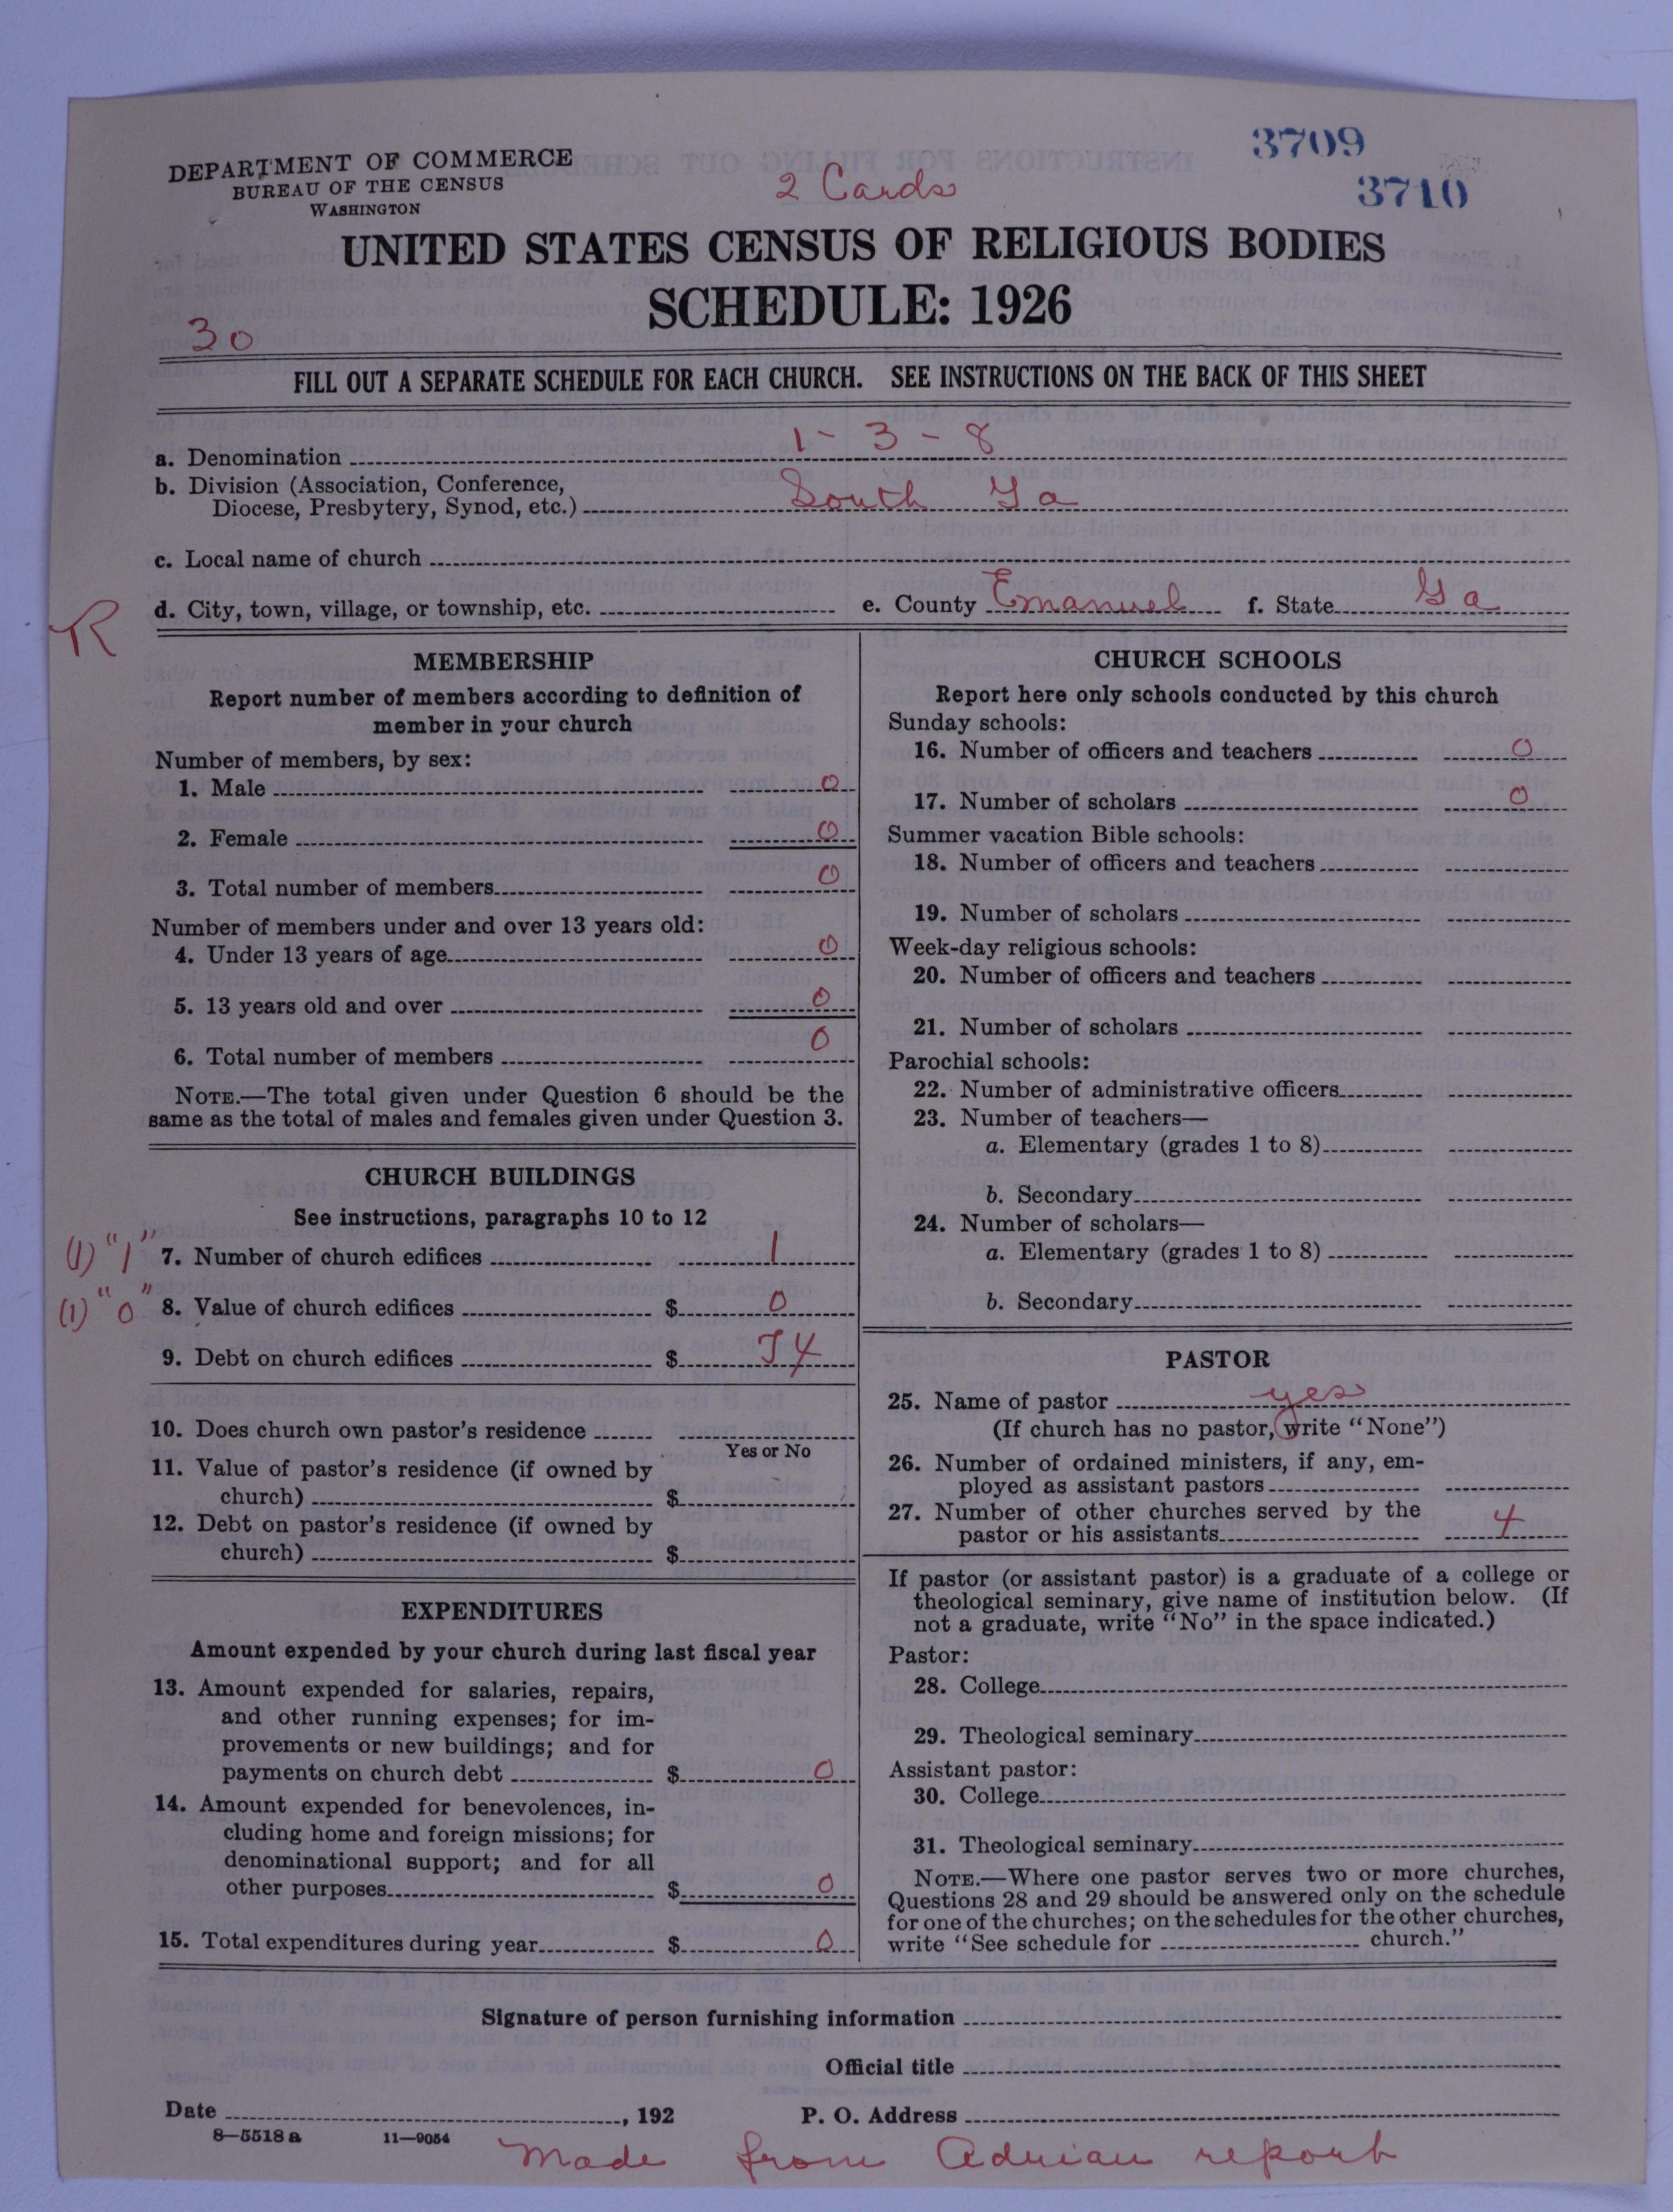 3709
3710
DEPARTMENT OF COMMERCE
BUREAU OF THE CENSUS
WASHINGTON
2 Cards
UNITED STATES CENSUS OF RELIGIOUS BODIES
SCHEDULE: 1926
30
FILL OUT A SEPARATE SCHEDULE FOR EACH CHURCH. SEE INSTRUCTIONS ON THE BACK OF THIS SHEET
a. Denomination 1-3-8
b. Division (Association, Conference,
Diocese, Presbytery, Synod, etc.) South Ga
c. Local name of church
R
d. City, town, village, or township, etc. e. County Emanuel f. State Ga
MEMBERSHIP
Report number of members according to definition of
member in your church
Number of members, by sex:
1. Male 0
2. Female 0
3. Total number of members 0
Number of members under and over 13 years old:
4. Under 13 years of age 0
5. 13 years old and over 0
6. Total number of members 0
NOTE.—The total given under Question 6 should be the
same as the total of males and females given under Question 3.
CHURCH BUILDINGS
See instructions, paragraphs 10 to 12
(1) "1" 7. Number of church edifices 1
(1) "0" 8. Value of church edifices $ 0
9. Debt on church edifices $
10. Does church own pastor's residence
Yes or No
11. Value of pastor's residence (if owned by
church) $
12. Debt on pastor's residence (if owned by
church) $
EXPENDITURES
Amount expended by your church during last fiscal year
13. Amount expended for salaries, repairs,
and other running expenses; for im-
provements or new buildings; and for
payments on church debt $ 0
14. Amount expended for benevolences, in-
cluding home and foreign missions; for
denominational support; and for all
other purposes $ 0
15. Total expenditures during year $ 0
CHURCH SCHOOLS
Report here only schools conducted by this church
Sunday schools:
16. Number of officers and teachers 0
17. Number of scholars 0
Summer vacation Bible schools:
18. Number of officers and teachers
19. Number of scholars
Week-day religious schools:
20. Number of officers and teachers
21. Number of scholars
Parochial schools:
22. Number of administrative officers
23. Number of teachers—
a. Elementary (grades 1 to 8)
b. Secondary
24. Number of scholars—
a. Elementary (grades 1 to 8)
b. Secondary
PASTOR
25. Name of pastor yes
(If church has no pastor, write "None")
26. Number of ordained ministers, if any, em-
ployed as assistant pastors
27. Number of other churches served by the
pastor or his assistants 4
If pastor (or assistant pastor) is a graduate of a college or
theological seminary, give name of institution below. (If
not a graduate, write "No" in the space indicated.)
Pastor:
28. College
29. Theological seminary
Assistant pastor:
30. College
31. Theological seminary
NOTE.—Where one pastor serves two or more churches,
Questions 28 and 29 should be answered only on the schedule
for one of the churches; on the schedules for the other churches,
write "See schedule for church."
Signature of person furnishing information
Official title
Date , 192 P. O. Address
8—5518 a 11—9054
Made from Adrian report